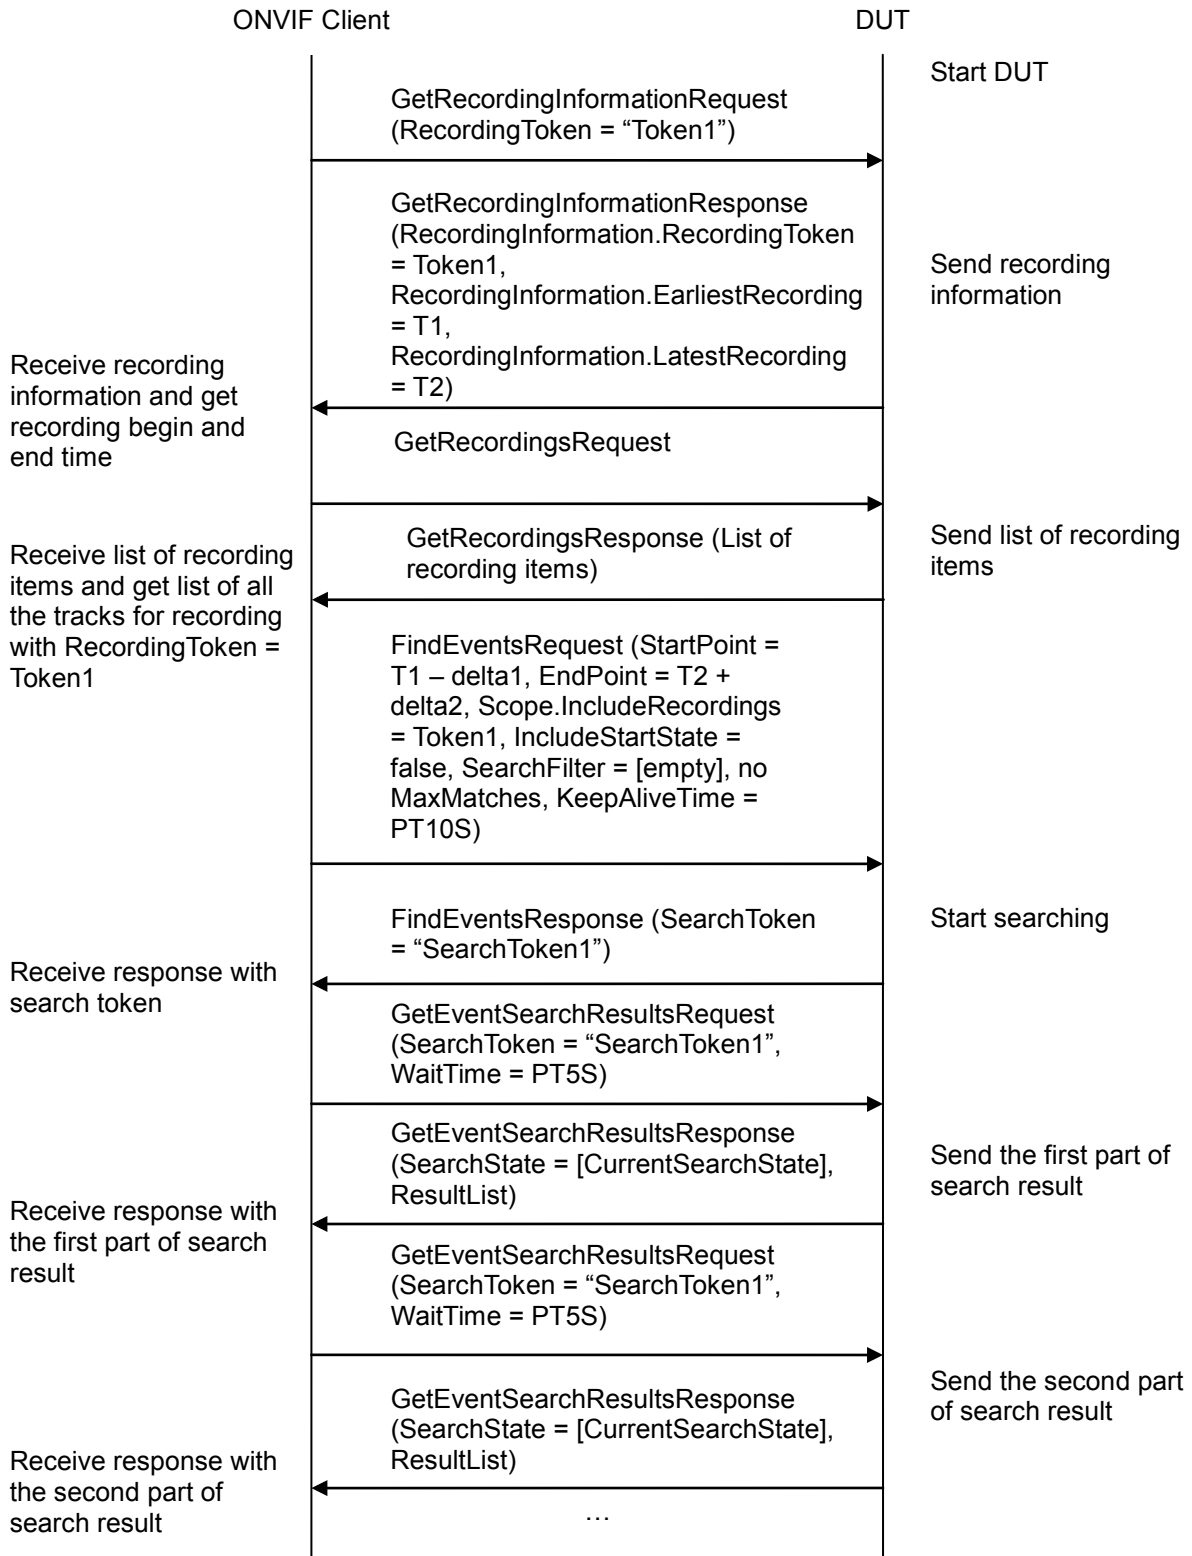 ONVIF Client
DUT
Start DUT
GetRecordingInformationRequest
(RecordingToken = “Token1”)
GetRecordingInformationResponse
(RecordingInformation.RecordingToken
= Token1,
RecordingInformation.EarliestRecording
= T1,
RecordingInformation.LatestRecording
= T2)
Send recording
information
Receive recording
information and get
recording begin and
end time
GetRecordingsRequest
GetRecordingsResponse (List of
recording items)
Send list of recording
items
Receive list of recording
items and get list of all
the tracks for recording
with RecordingToken =
Token1
FindEventsRequest (StartPoint =
T1 – delta1, EndPoint = T2 +
delta2, Scope.IncludeRecordings
= Token1, IncludeStartState =
false, SearchFilter = [empty], no
MaxMatches, KeepAliveTime =
PT10S)
FindEventsResponse (SearchToken
= “SearchToken1”)
Start searching
Receive response with
search token
GetEventSearchResultsRequest
(SearchToken = “SearchToken1”,
WaitTime = PT5S)
GetEventSearchResultsResponse
(SearchState = [CurrentSearchState],
ResultList)
Send the first part of
search result
Receive response with
the first part of search
result
GetEventSearchResultsRequest
(SearchToken = “SearchToken1”,
WaitTime = PT5S)
GetEventSearchResultsResponse
(SearchState = [CurrentSearchState],
ResultList)
Send the second part
of search result
Receive response with
the second part of
search result
…